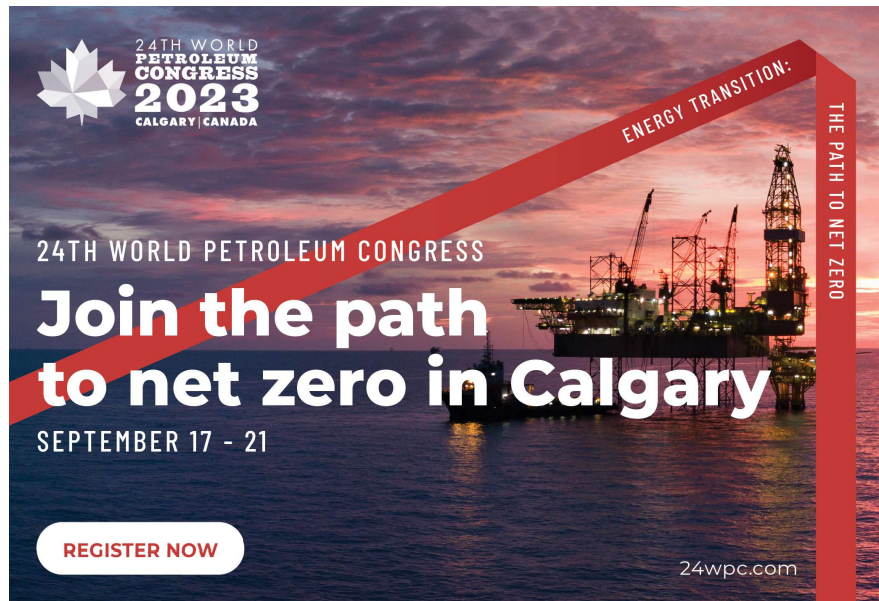 24TH WORLD
PETROLEUM
CONGRESS
2023
CALGARY | CANADA
ENERGY TRANSITION:
THE PATH TO NET ZERO
24TH WORLD PETROLEUM CONGRESS
Join the path
to net zero in Calgary
SEPTEMBER 17 - 21
REGISTER NOW
24wpc.com